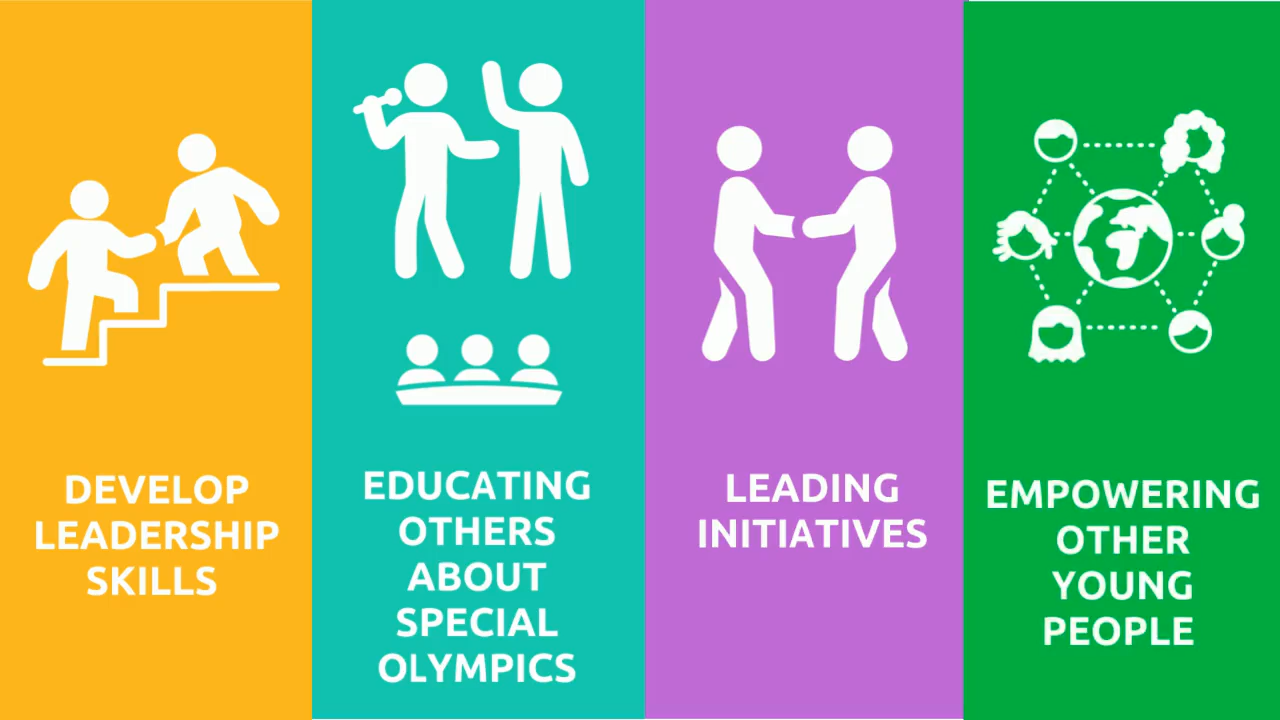 DEVELOP
LEADERSHIP
SKILLS
EDUCATING
OTHERS
ABOUT
SPECIAL
OLYMPICS
LEADING
INITIATIVES
EMPOWERING
OTHER
YOUNG
PEOPLE